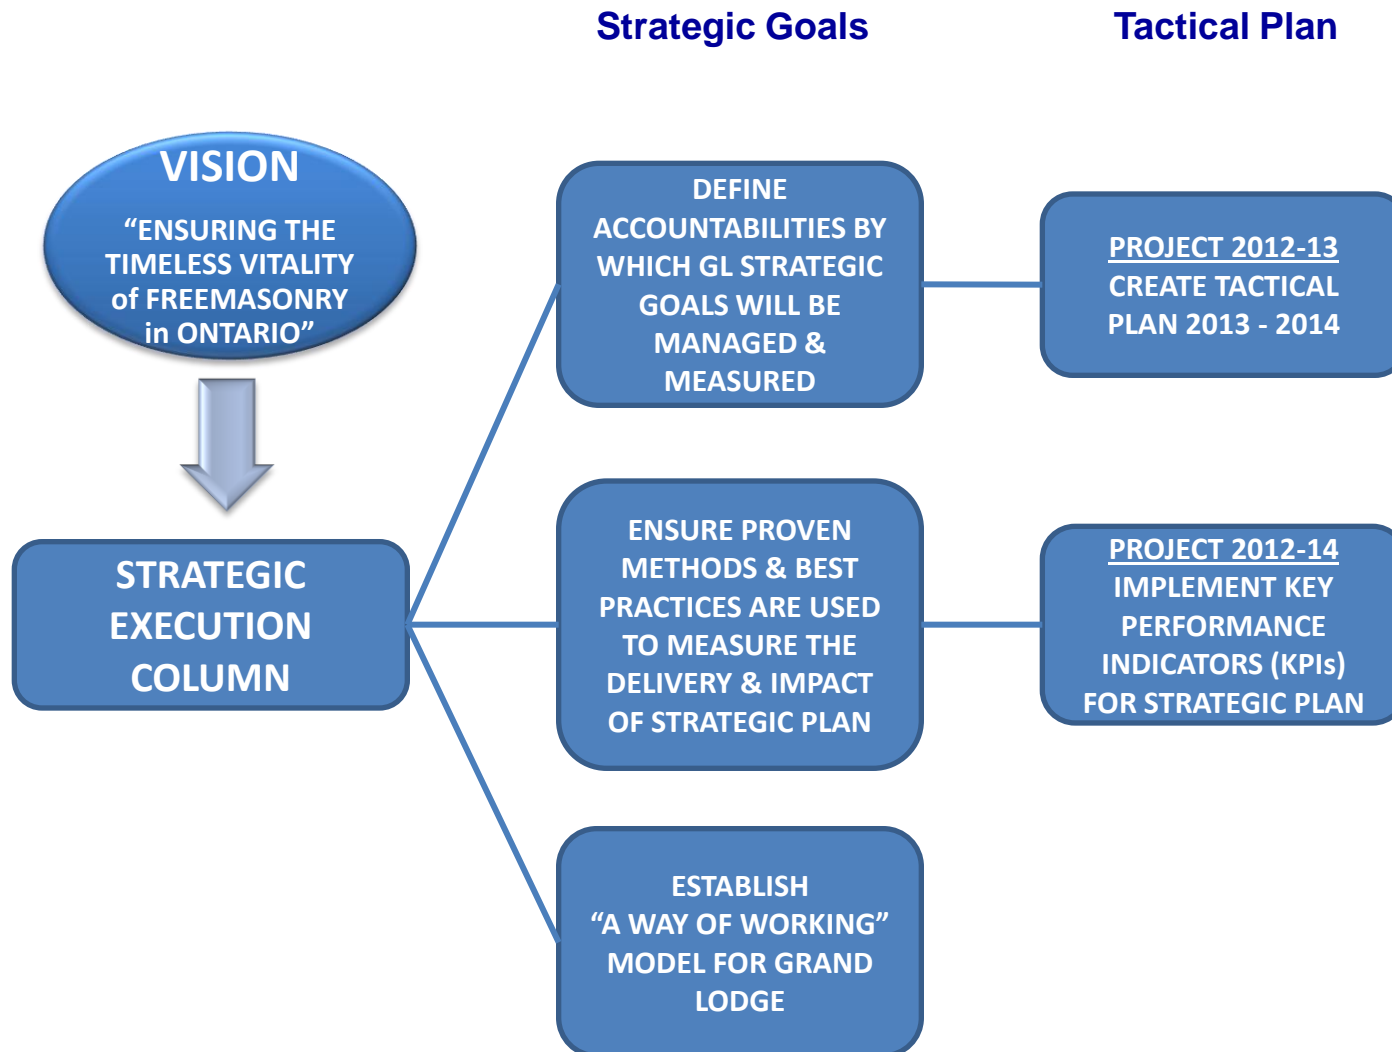 Strategic Goals
Tactical Plan
VISION
“ENSURING THE
TIMELESS VITALITY
of FREEMASONRY
in ONTARIO”
STRATEGIC
EXECUTION
COLUMN
DEFINE
ACCOUNTABILITIES BY
WHICH GL STRATEGIC
GOALS WILL BE
MANAGED &
MEASURED
PROJECT 2012-13
CREATE TACTICAL
PLAN 2013 - 2014
ENSURE PROVEN
METHODS & BEST
PRACTICES ARE USED
TO MEASURE THE
DELIVERY & IMPACT
OF STRATEGIC PLAN
PROJECT 2012-14
IMPLEMENT KEY
PERFORMANCE
INDICATORS (KPIs)
FOR STRATEGIC PLAN
ESTABLISH
“A WAY OF WORKING”
MODEL FOR GRAND
LODGE